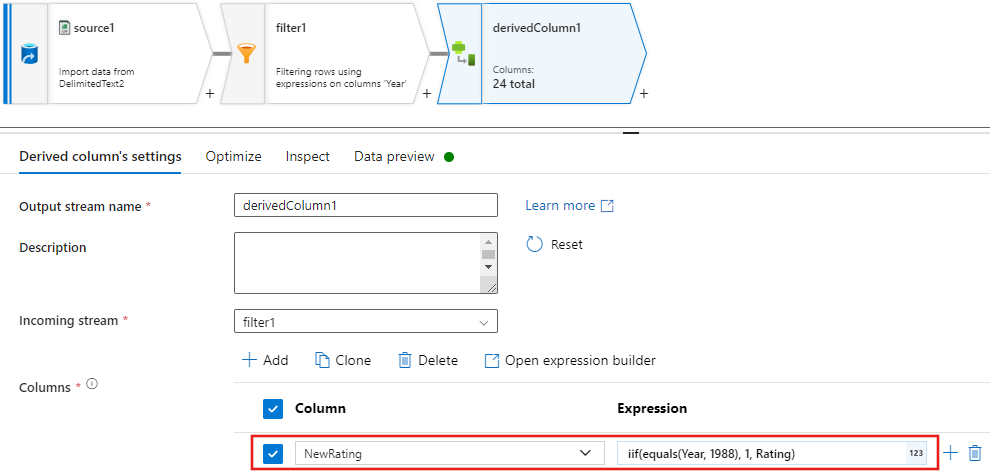 source1
Import data from
DelimitedText2
+
filter1
Filtering rows using
expressions on columns 'Year'
+
derivedColumn1
Columns:
24 total
+
Derived column's settings
Optimize
Inspect
Data preview
Output stream name *
derivedColumn1
Learn more
Description
Reset
Incoming stream *
filter1
Add
Clone
Delete
Open expression builder
Columns *
Column
Expression
NewRating
iif(equals(Year, 1988), 1, Rating)
123